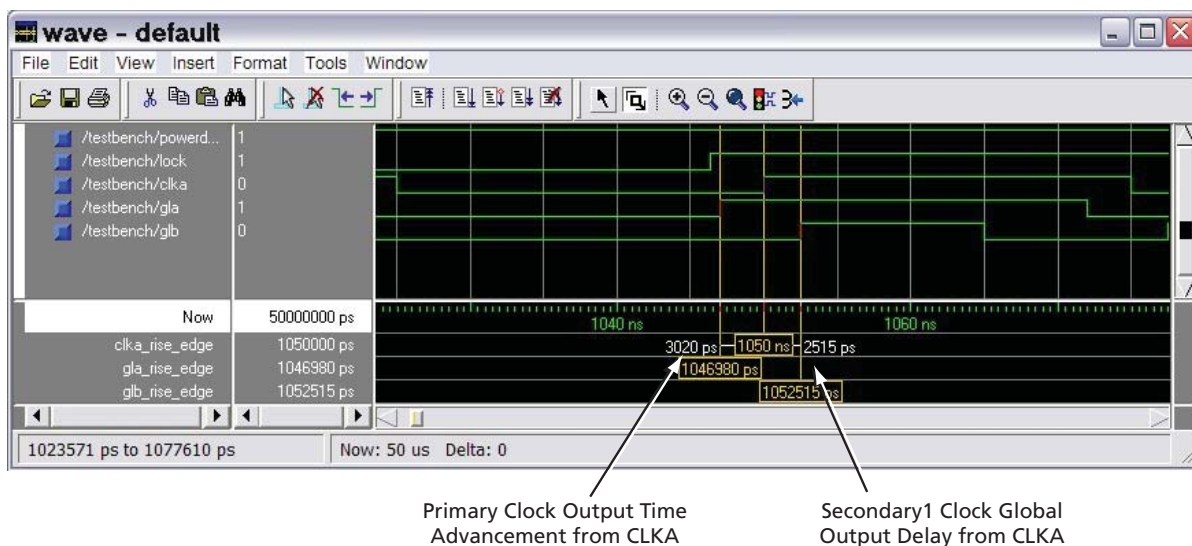 wave - default
File Edit View Insert Format Tools Window
/testbench/powerd... 1
/testbench/lock 1
/testbench/clka 0
/testbench/gla 1
/testbench/glb 0
Now 50000000 ps
1040 ns 1060 ns
clka_rise_edge 1050000 ps
3020 ps 1050 ns 2515 ps
gla_rise_edge 1046980 ps
1046980 ps
glb_rise_edge 1052515 ps
1052515 ps
1023571 ps to 1077610 ps Now: 50 us Delta: 0
Primary Clock Output Time
Advancement from CLKA
Secondary1 Clock Global
Output Delay from CLKA